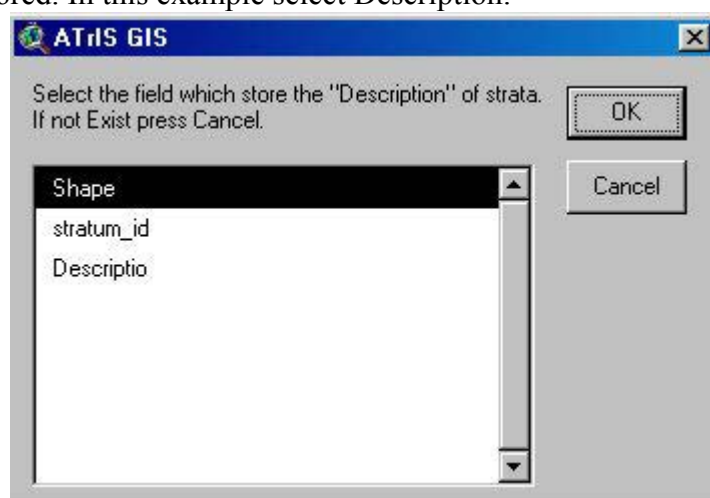 ored. In this example select Description.
ATrIS GIS
Select the field which store the "Description" of strata.
If not Exist press Cancel.
OK
Cancel
Shape
stratum_id
Descriptio